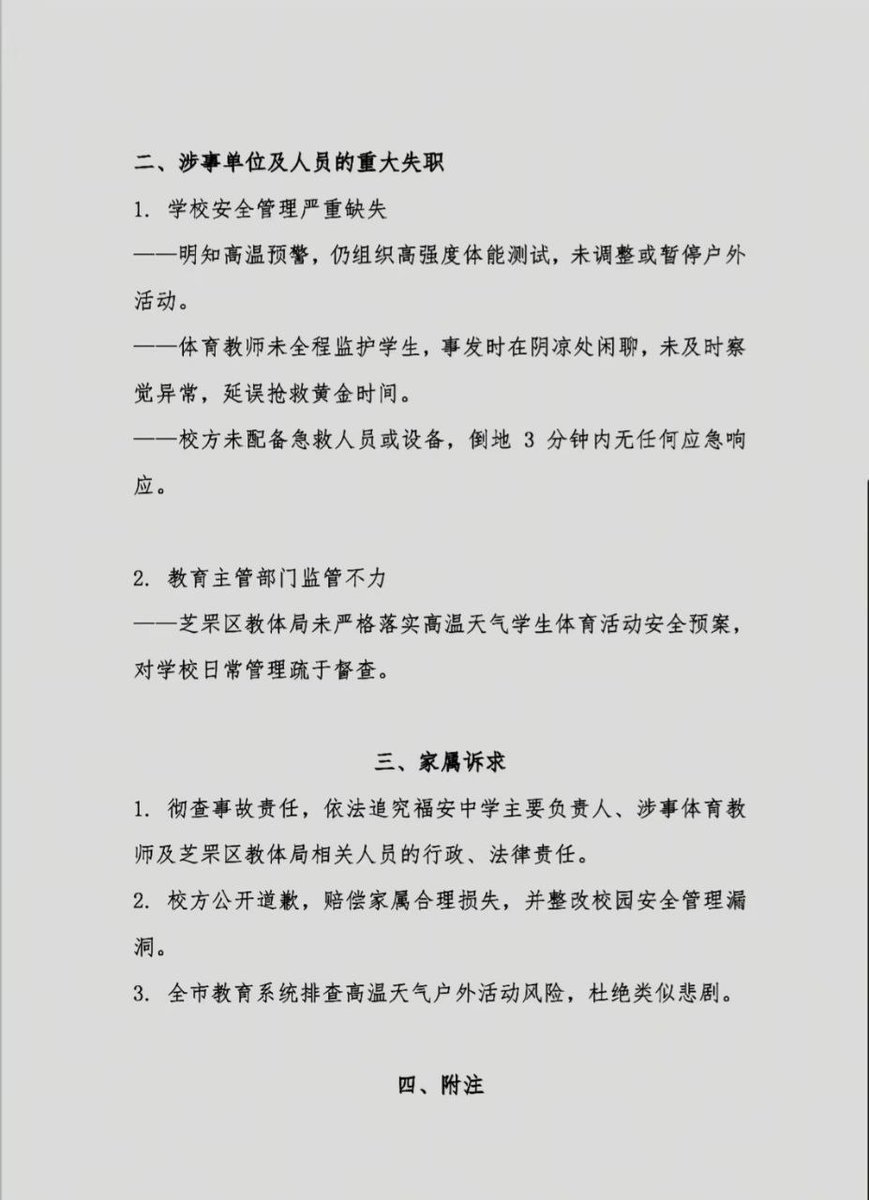 二、涉事单位及人员的重大失职
1. 学校安全管理严重缺失
——明知高温预警，仍组织高强度体能测试，未调整或暂停户外
活动。
——体育教师未全程监护学生，事发时在阴凉处闲聊，未及时察
觉异常，延误抢救黄金时间。
——校方未配备急救人员或设备，倒地 3 分钟内无任何应急响
应。
2. 教育主管部门监管不力
——芝罘区教体局未严格落实高温天气学生体育活动安全预案，
对学校日常管理疏于督查。
三、家属诉求
1. 彻查事故责任，依法追究福安中学主要负责人、涉事体育教
师及芝罘区教体局相关人员的行政、法律责任。
2. 校方公开道歉，赔偿家属合理损失，并整改校园安全管理漏
洞。
3. 全市教育系统排查高温天气户外活动风险，杜绝类似悲剧。
四、附注